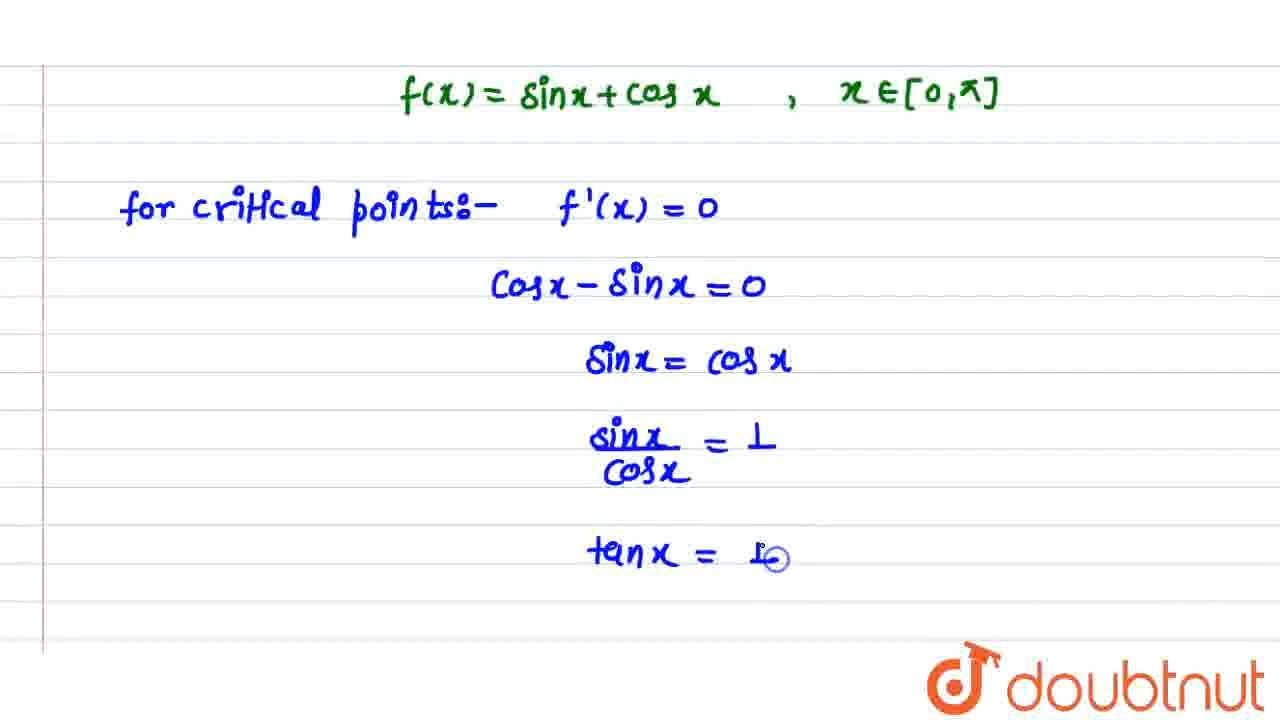 f(x) = sinx + cos x , x ∈ [0, π]
for critical points:- f'(x) = 0
cosx - sinx = 0
sinx = cos x
sinx/cosx = 1
tanx = 1
doubtnut